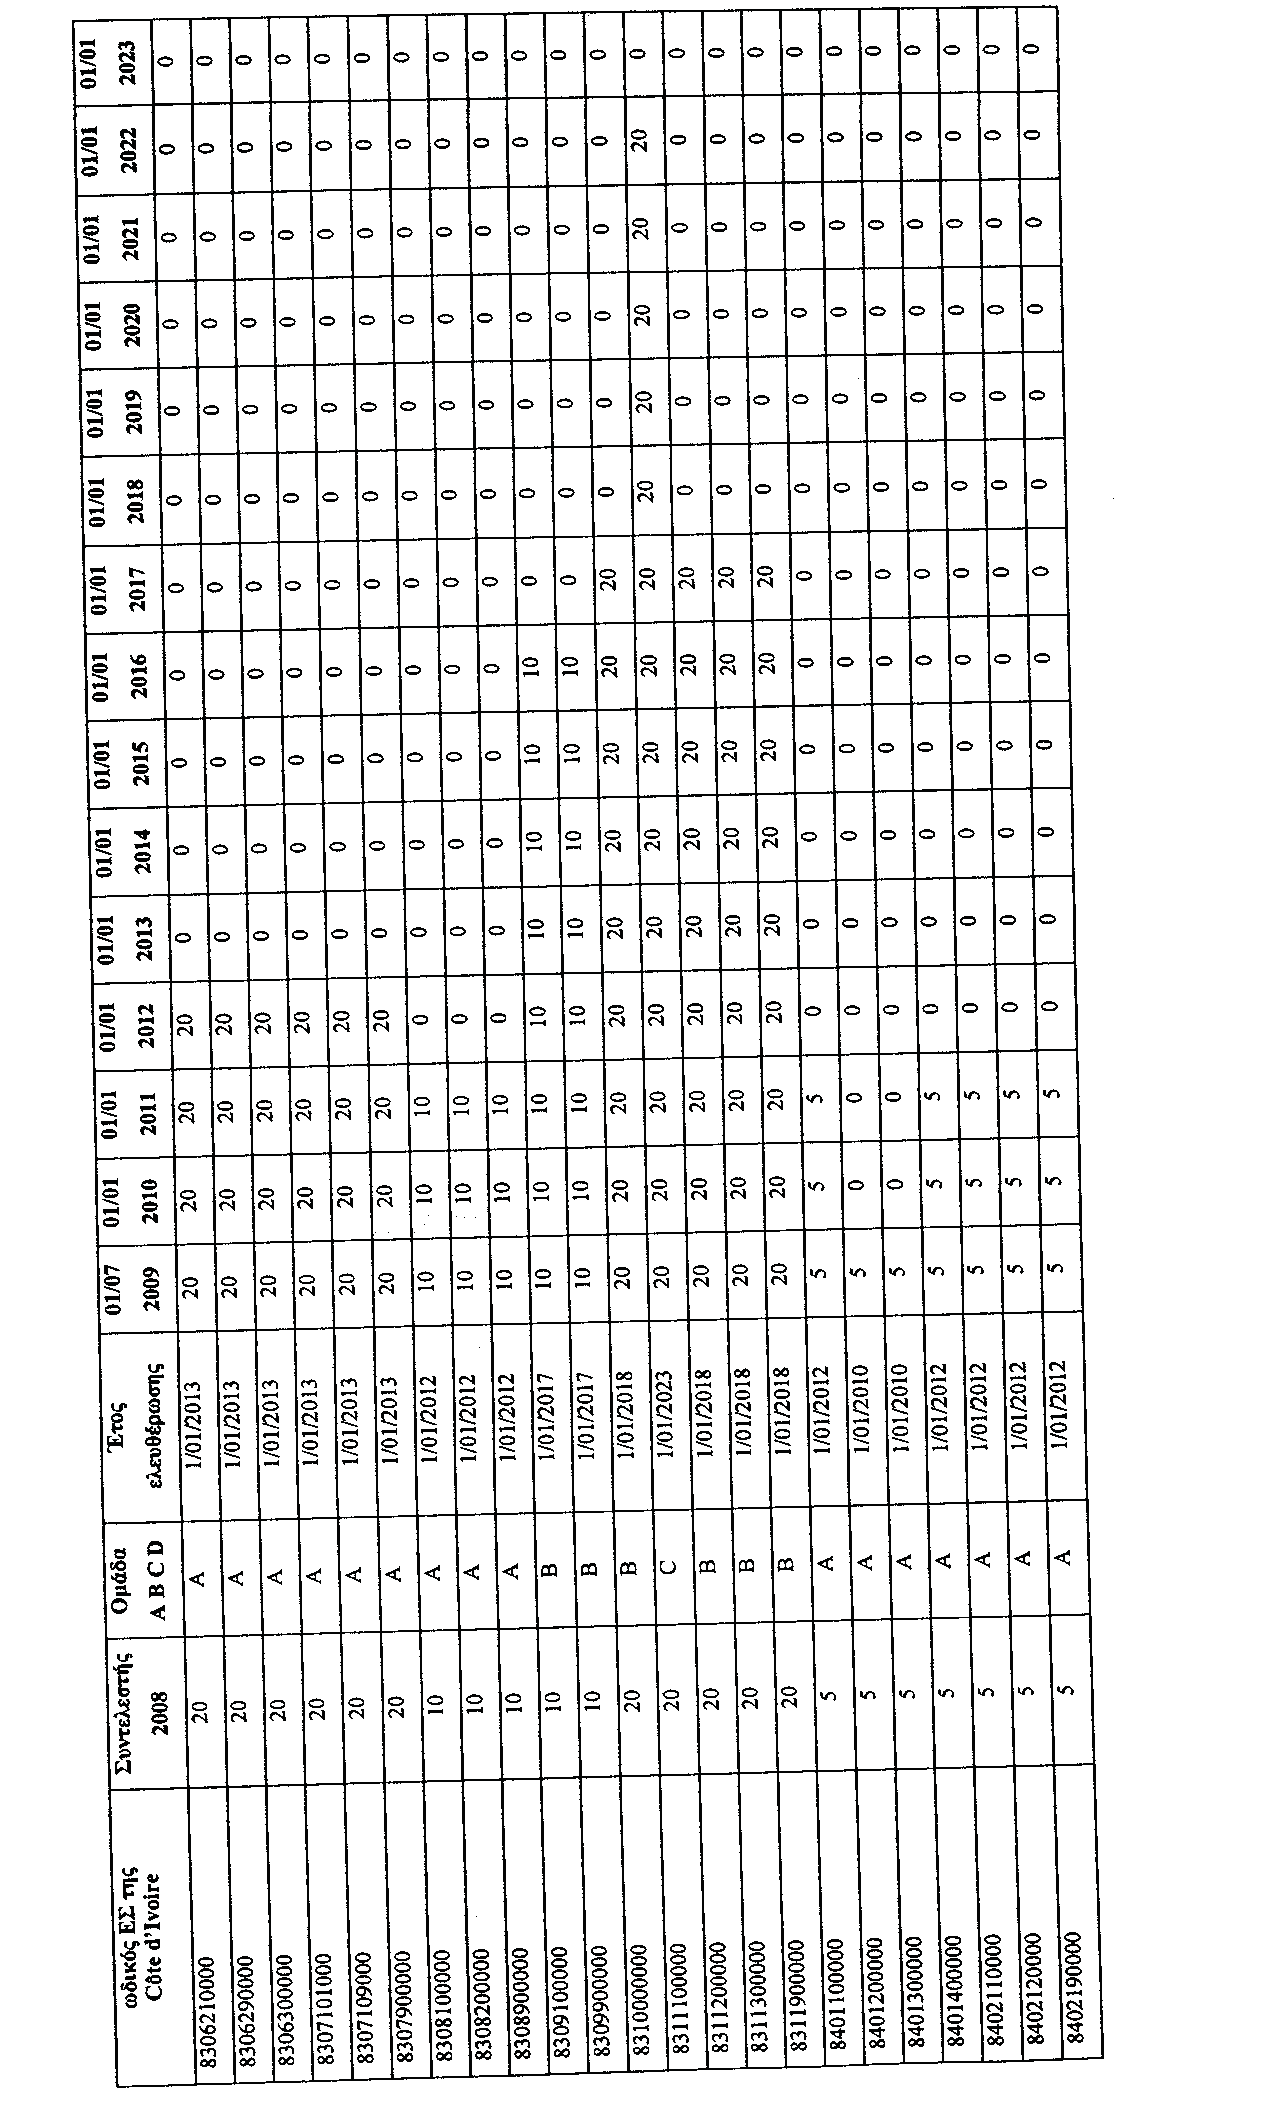 ωδικός ΕΣ της Côte d'Ivoire Συντελεστής 2008 Ομάδα A B C D Έτος ελευθέρωσης 01/07 2009 01/01 2010 01/01 2011 01/01 2012 01/01 2013 01/01 2014 01/01 2015 01/01 2016 01/01 2017 01/01 2018 01/01 2019 01/01 2020 01/01 2021 01/01 2022 01/01 2023
8306210000 20 A 1/01/2013 20 20 20 20 0 0 0 0 0 0 0 0 0 0 0
8306290000 20 A 1/01/2013 20 20 20 20 0 0 0 0 0 0 0 0 0 0 0
8306300000 20 A 1/01/2013 20 20 20 20 0 0 0 0 0 0 0 0 0 0 0
8307101000 20 A 1/01/2013 20 20 20 20 0 0 0 0 0 0 0 0 0 0 0
8307109000 20 A 1/01/2013 20 20 20 20 0 0 0 0 0 0 0 0 0 0 0
8307900000 20 A 1/01/2013 20 20 20 20 0 0 0 0 0 0 0 0 0 0 0
8308100000 10 A 1/01/2012 10 10 10 0 0 0 0 0 0 0 0 0 0 0 0
8308200000 10 A 1/01/2012 10 10 10 0 0 0 0 0 0 0 0 0 0 0 0
8308900000 10 A 1/01/2012 10 10 10 0 0 0 0 0 0 0 0 0 0 0 0
8309100000 10 B 1/01/2017 10 10 10 10 10 10 10 10 0 0 0 0 0 0 0
8309900000 10 B 1/01/2017 10 10 10 10 10 10 10 10 0 0 0 0 0 0 0
8310000000 20 B 1/01/2018 20 20 20 20 20 20 20 20 20 0 0 0 0 0 0
8311100000 20 C 1/01/2023 20 20 20 20 20 20 20 20 20 20 20 20 20 20 0
8311200000 20 B 1/01/2018 20 20 20 20 20 20 20 20 20 0 0 0 0 0 0
8311300000 20 B 1/01/2018 20 20 20 20 20 20 20 20 20 0 0 0 0 0 0
8311900000 20 B 1/01/2018 20 20 20 20 20 20 20 20 20 0 0 0 0 0 0
8401100000 5 A 1/01/2012 5 5 5 0 0 0 0 0 0 0 0 0 0 0 0
8401200000 5 A 1/01/2010 5 0 0 0 0 0 0 0 0 0 0 0 0 0 0
8401300000 5 A 1/01/2010 5 0 0 0 0 0 0 0 0 0 0 0 0 0 0
8401400000 5 A 1/01/2012 5 5 5 0 0 0 0 0 0 0 0 0 0 0 0
8402110000 5 A 1/01/2012 5 5 5 0 0 0 0 0 0 0 0 0 0 0 0
8402120000 5 A 1/01/2012 5 5 5 0 0 0 0 0 0 0 0 0 0 0 0
8402190000 5 A 1/01/2012 5 5 5 0 0 0 0 0 0 0 0 0 0 0 0